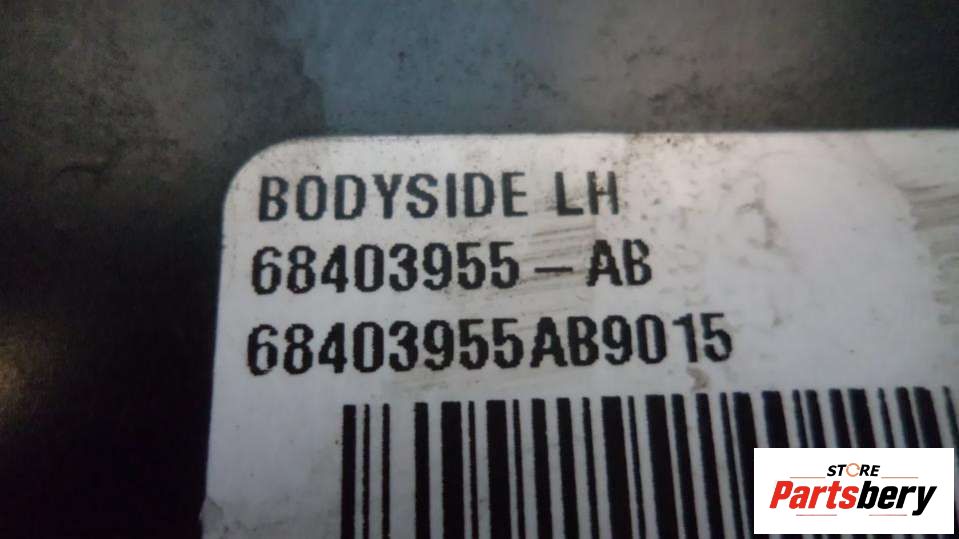 BODYSIDE LH
68403955-AB
68403955AB9015
STORE
Partsbery